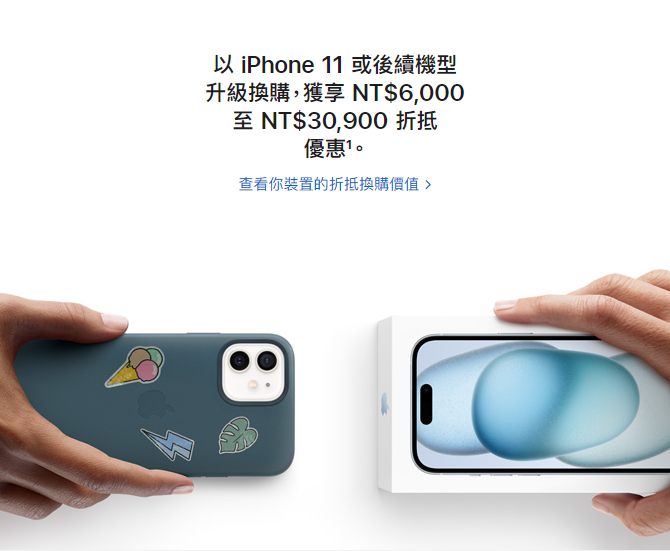 以 iPhone 11 或後續機型
升級換購，獲享 NT$6,000
至 NT$30,900 折抵
優惠¹。
查看你裝置的折抵換購價值 >